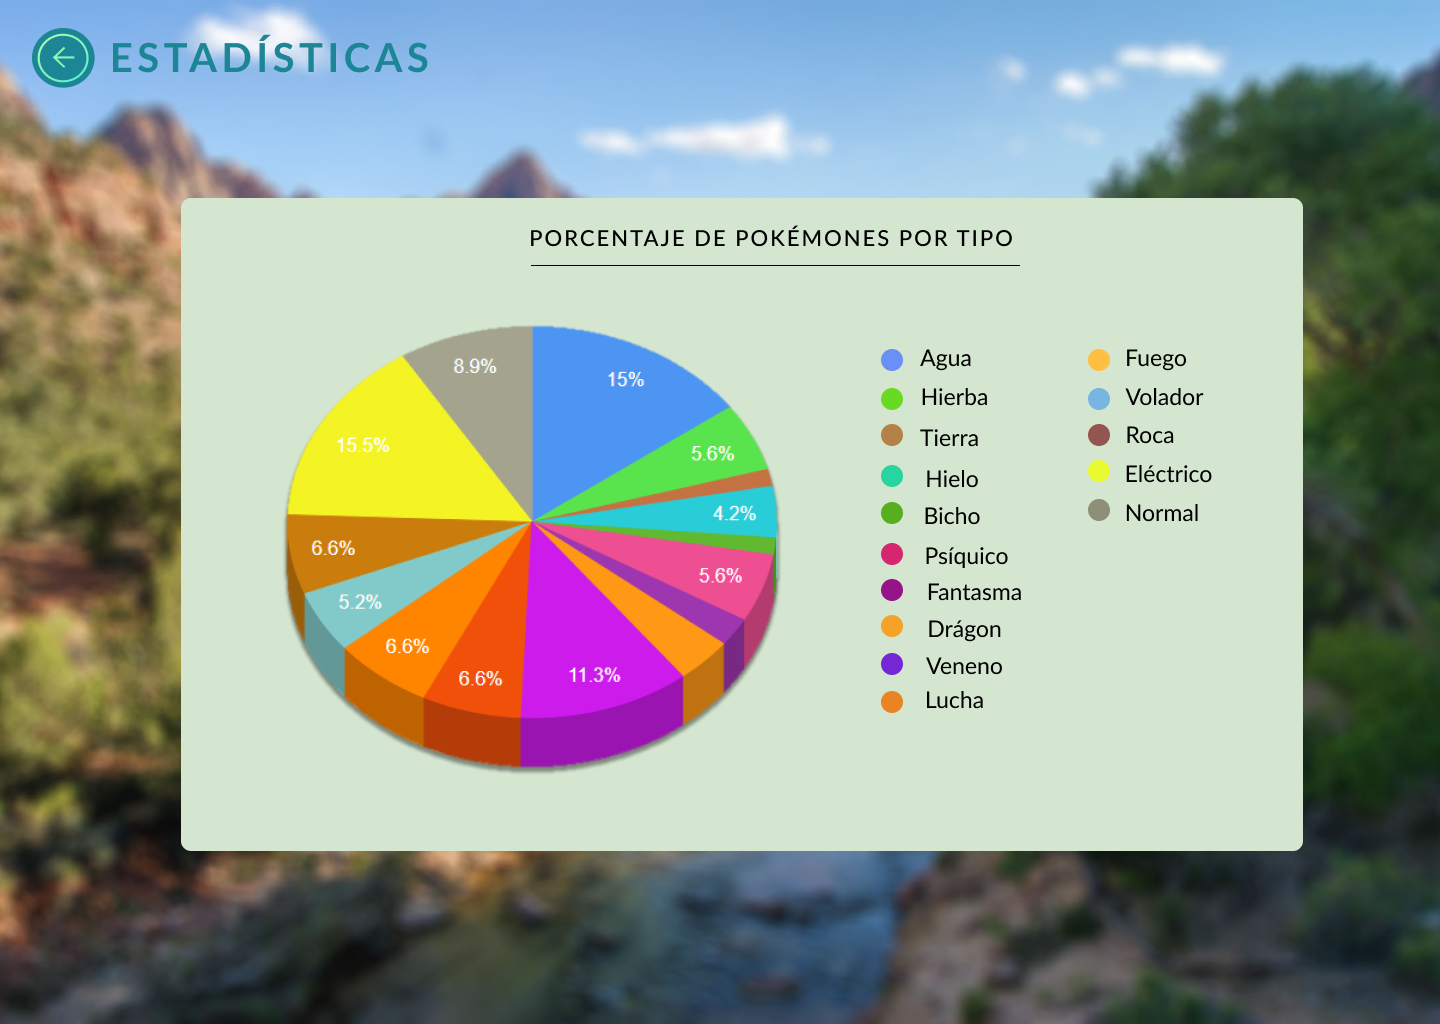 ESTADÍSTICAS
PORCENTAJE DE POKÉMONES POR TIPO
8.9%
15%
15.5%
5.6%
4.2%
6.6%
5.6%
5.2%
6.6%
6.6%
11.3%
Agua
Hierba
Tierra
Hielo
Bicho
Psíquico
Fantasma
Drágon
Veneno
Lucha
Fuego
Volador
Roca
Eléctrico
Normal